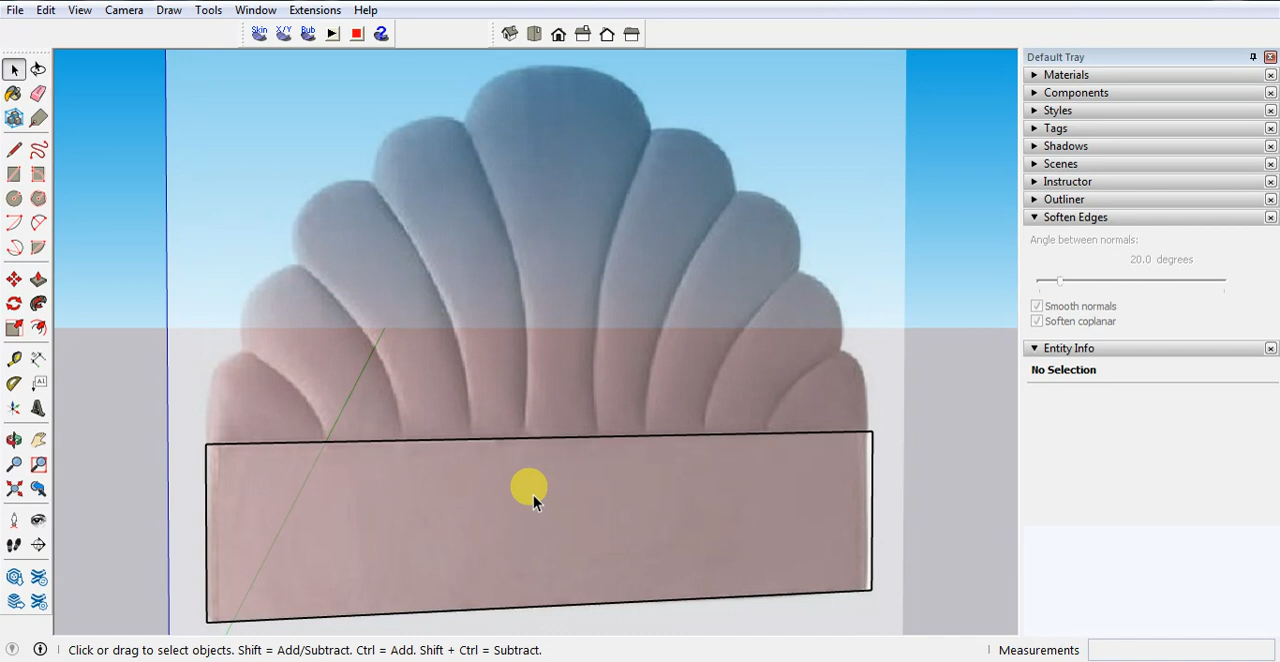 File Edit View Camera Draw Tools Window Extensions Help
Skin X/Y Bub
Default Tray
Materials
Components
Styles
Tags
Shadows
Scenes
Instructor
Outliner
Soften Edges
Angle between normals:
20.0 degrees
Smooth normals
Soften coplanar
Entity Info
No Selection
Click or drag to select objects. Shift = Add/Subtract. Ctrl = Add. Shift + Ctrl = Subtract.
Measurements